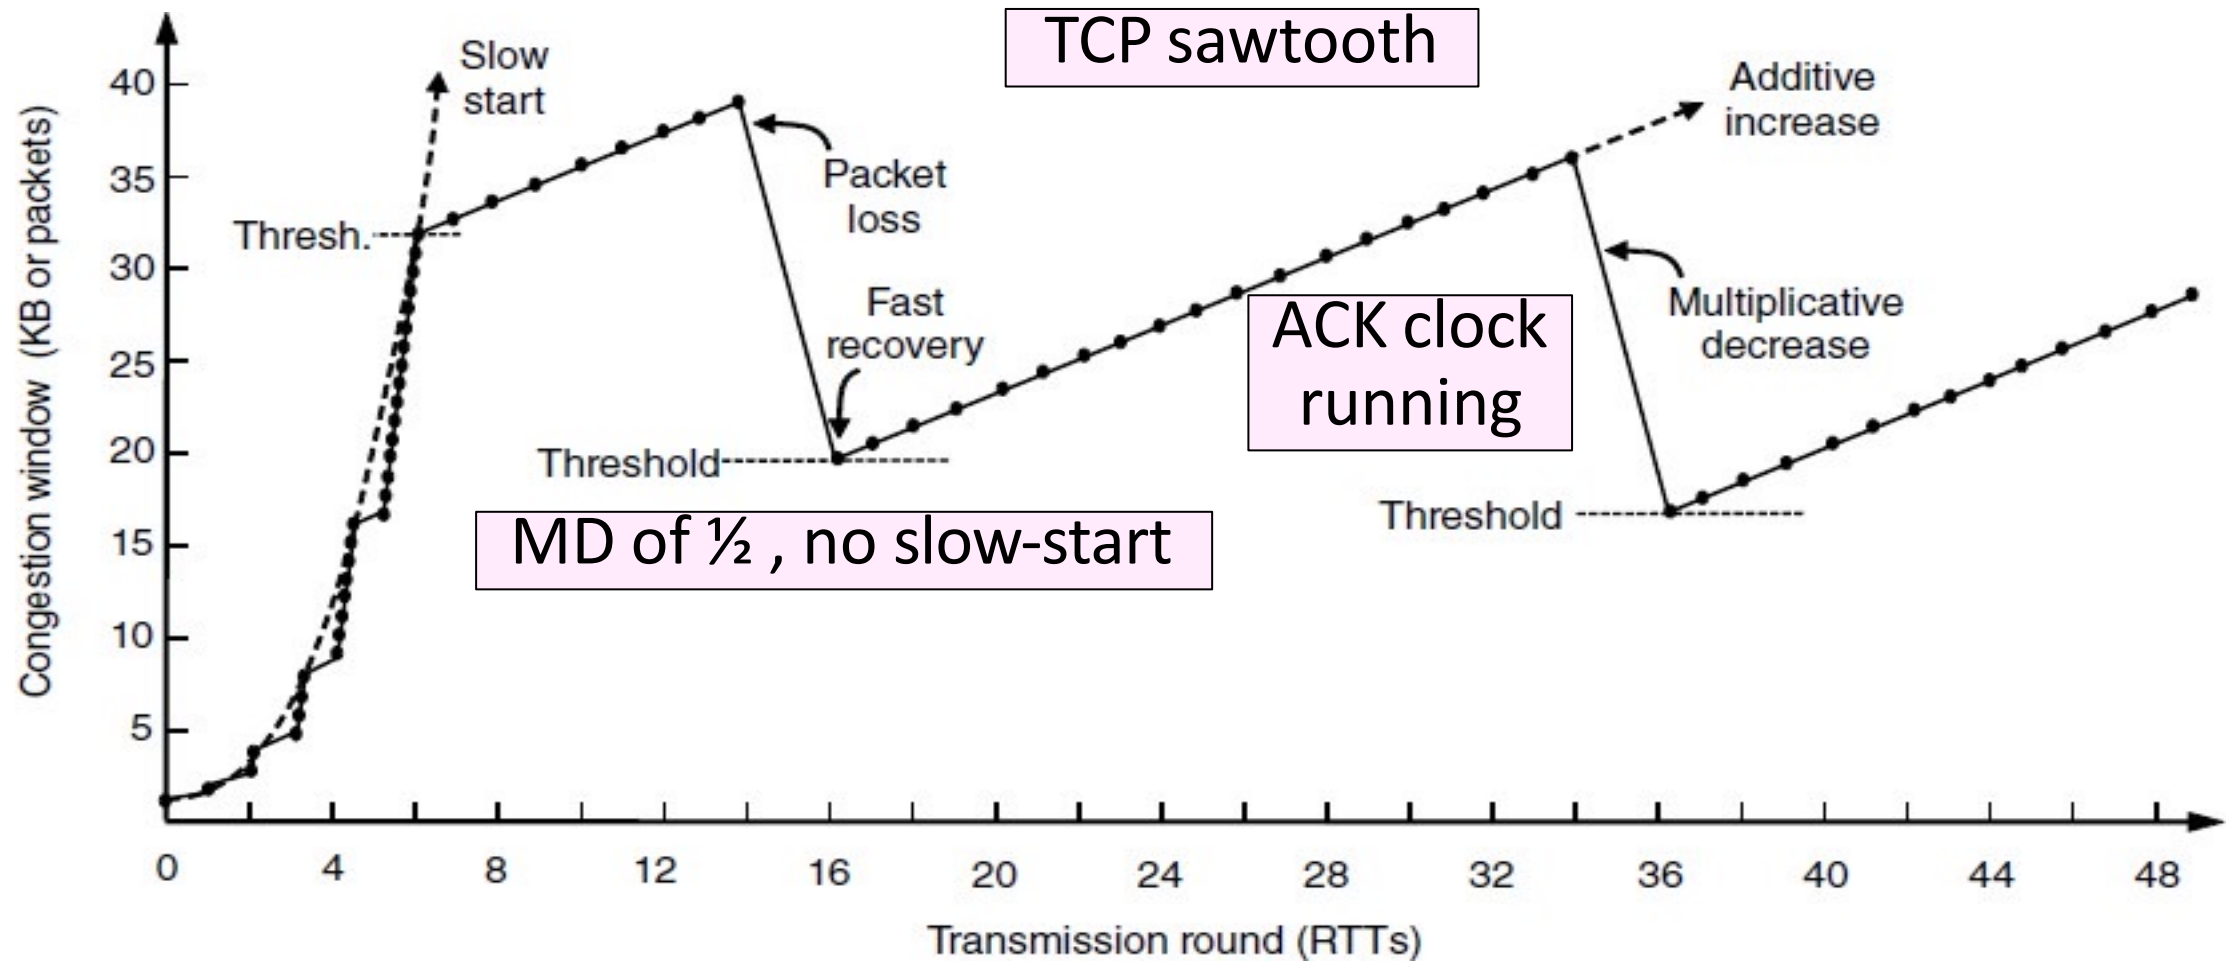 TCP sawtooth
Slow
start
Additive
increase
Packet
loss
Thresh.
Fast
recovery
ACK clock
running
Multiplicative
decrease
Threshold
MD of ½ , no slow-start
Threshold
Congestion window (KB or packets)
40
35
30
25
20
15
10
5
0 4 8 12 16 20 24 28 32 36 40 44 48
Transmission round (RTTs)